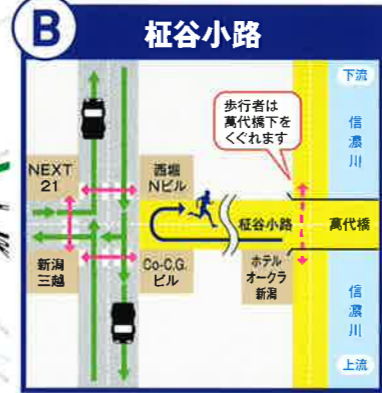 B
柾谷小路
下流
歩行者は
萬代橋下を
くぐれます
信濃川
NEXT
21
西堀
Nビル
柾谷小路
萬代橋
新潟
三越
Co-C.G.
ビル
ホテル
オークラ
新潟
信濃川
上流